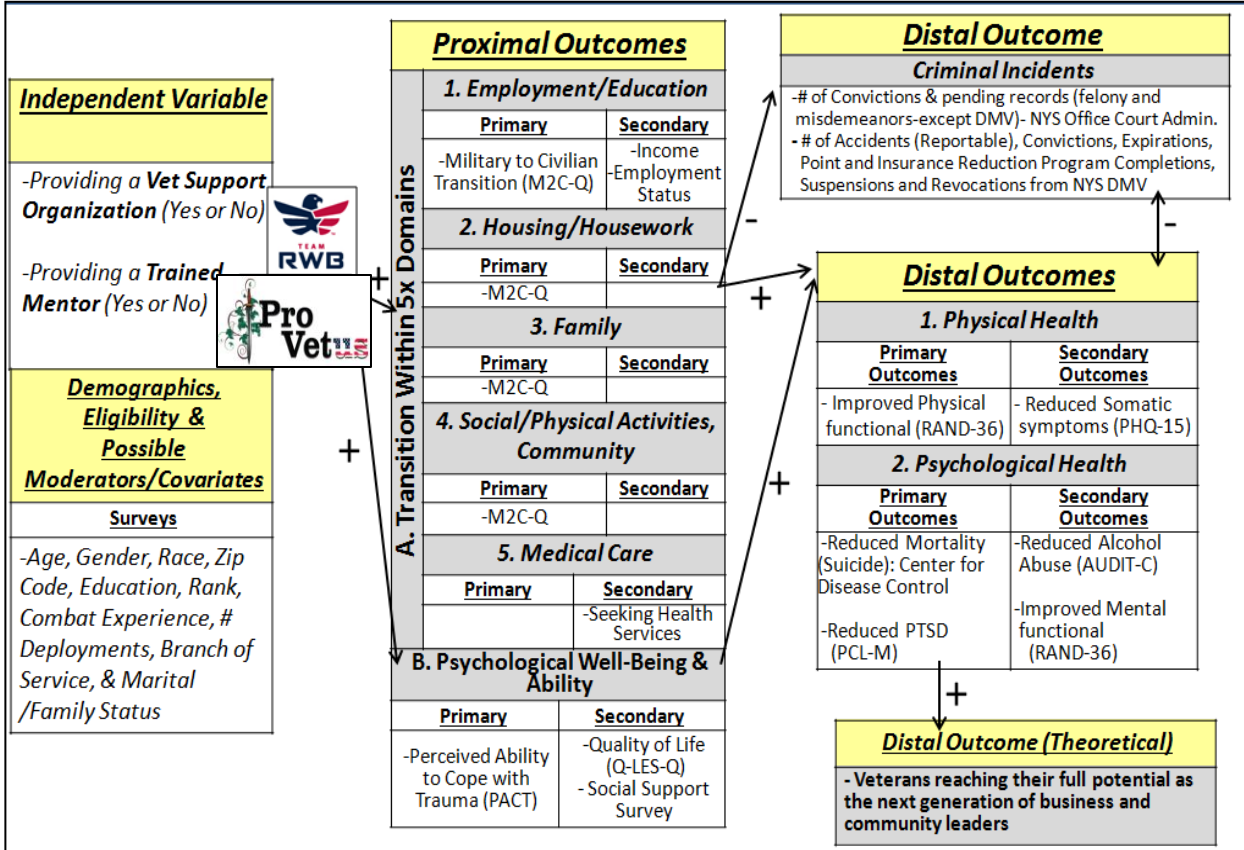 Independent Variable
-Providing a Vet Support
Organization (Yes or No)
-Providing a Trained
Mentor (Yes or No)
TEAM
RWB
Pro
Vetus
Demographics,
Eligibility &
Possible
Moderators/Covariates
Surveys
-Age, Gender, Race, Zip
Code, Education, Rank,
Combat Experience, #
Deployments, Branch of
Service, & Marital
/Family Status
+
+
Proximal Outcomes
A. Transition Within 5x Domains
1. Employment/Education
Primary
Secondary
-Military to Civilian
Transition (M2C-Q)
-Income
-Employment
Status
2. Housing/Housework
Primary
Secondary
-M2C-Q
3. Family
Primary
Secondary
-M2C-Q
4. Social/Physical Activities,
Community
Primary
Secondary
-M2C-Q
5. Medical Care
Primary
Secondary
-Seeking Health
Services
B. Psychological Well-Being &
Ability
Primary
Secondary
-Perceived Ability
to Cope with
Trauma (PACT)
-Quality of Life
(Q-LES-Q)
- Social Support
Survey
-
+
+
Distal Outcome
Criminal Incidents
-# of Convictions & pending records (felony and
misdemeanors-except DMV)- NYS Office Court Admin.
- # of Accidents (Reportable), Convictions, Expirations,
Point and Insurance Reduction Program Completions,
Suspensions and Revocations from NYS DMV
-
Distal Outcomes
1. Physical Health
Primary
Outcomes
Secondary
Outcomes
- Improved Physical
functional (RAND-36)
- Reduced Somatic
symptoms (PHQ-15)
2. Psychological Health
Primary
Outcomes
Secondary
Outcomes
-Reduced Mortality
(Suicide): Center for
Disease Control
-Reduced PTSD
(PCL-M)
-Reduced Alcohol
Abuse (AUDIT-C)
-Improved Mental
functional
(RAND-36)
+
Distal Outcome (Theoretical)
- Veterans reaching their full potential as
the next generation of business and
community leaders